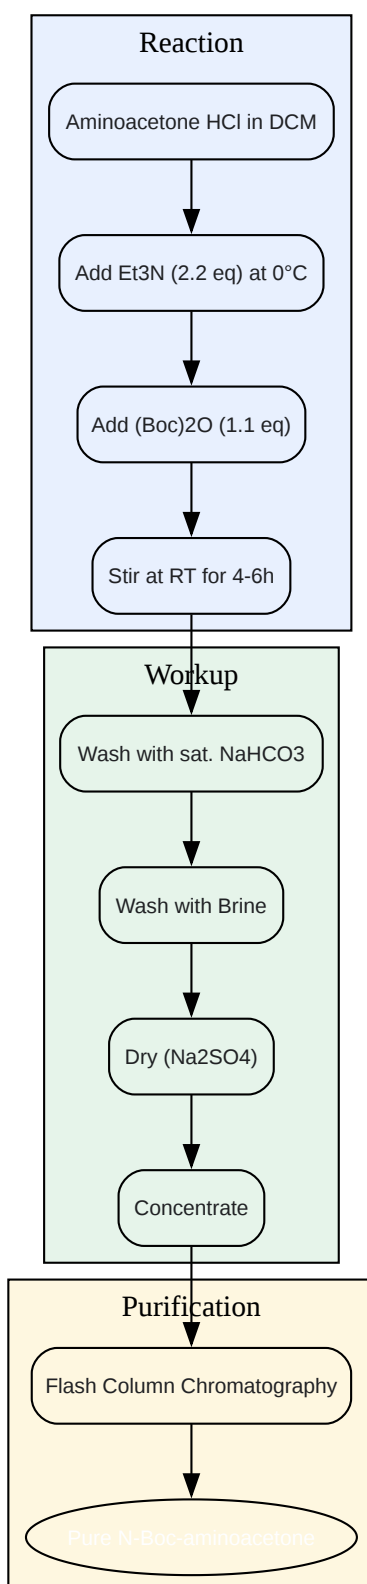 Reaction
Aminoacetone HCl in DCM
Add Et3N (2.2 eq) at 0°C
Add (Boc)2O (1.1 eq)
Stir at RT for 4-6h
Workup
Wash with sat. NaHCO3
Wash with Brine
Dry (Na2SO4)
Concentrate
Purification
Flash Column Chromatography
Pure N-Boc-aminoacetone